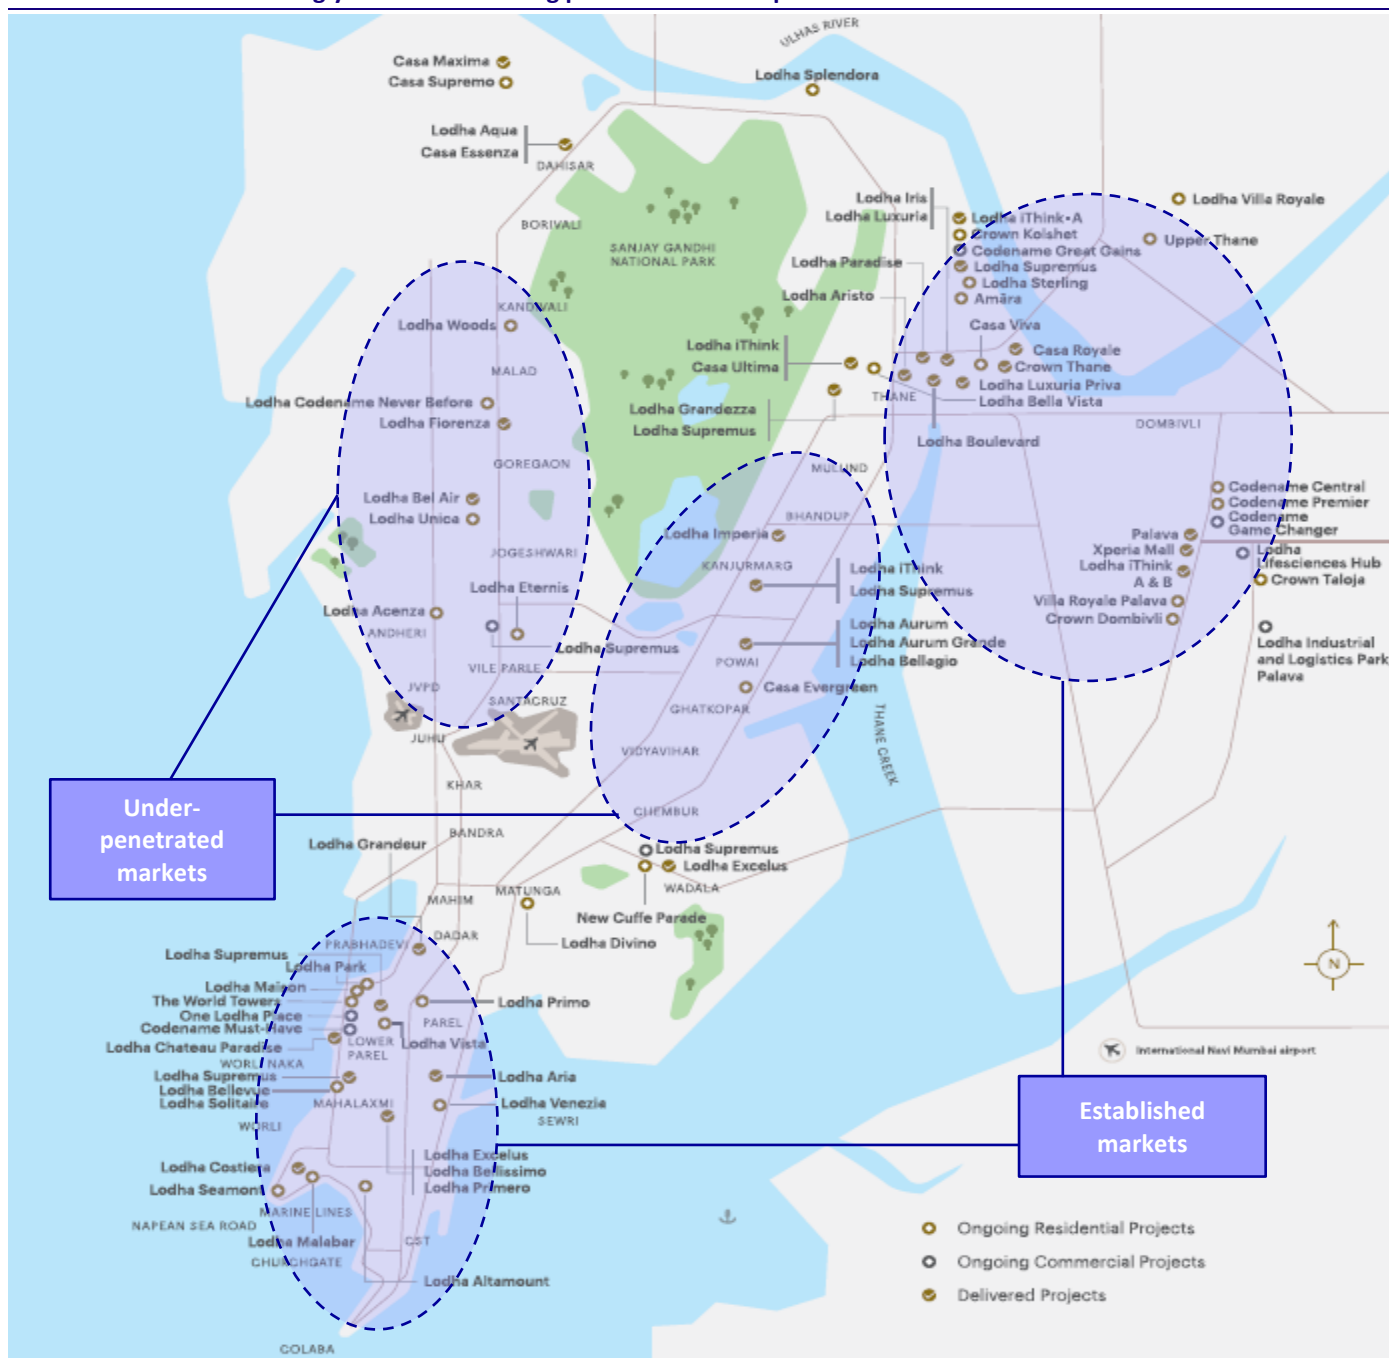 ULHAS RIVER
Casa Maxima
Casa Supremo
Lodha Splendora
Lodha Aqua
Casa Essenza
DAHISAR
BORIVALI
SANJAY GANDHI
NATIONAL PARK
Lodha Iris
Lodha Luxuria
Lodha Villa Royale
Lodha iThink-A
Crown Kolshet
Codename Great Gains
Upper Thane
Lodha Paradise
Lodha Supremus
Lodha Sterling
Lodha Aristo
Amāra
KANDIVALI
Lodha Woods
Casa Viva
Lodha iThink
Casa Ultima
Casa Royale
Crown Thane
MALAD
Lodha Luxuria Priva
THANE
Lodha Bella Vista
Lodha Codename Never Before
Lodha Fiorenza
Lodha Grandezza
Lodha Supremus
Lodha Boulevard
DOMBIVLI
GOREGAON
MULUND
Lodha Bel Air
Lodha Unica
BHANDUP
Codename Central
Codename Premier
Codename
Game Changer
Lodha Imperia
Palava
Xperia Mall
Lodha iThink
A & B
Lodha
Lifesciences Hub
Crown Taloja
JOGESHWARI
KANJURMARG
Lodha iThink
Lodha Supremus
Lodha Eternis
Villa Royale Palava
Crown Dombivli
Lodha Acenza
ANDHERI
Lodha Supremus
Lodha Aurum
Lodha Aurum Grande
Lodha Bellagio
POWAI
Lodha Industrial
and Logistics Park
Palava
VILE PARLE
JVPD
Casa Evergreen
SANTACRUZ
GHATKOPAR
THANE CREEK
JUHU
VIDYAVIHAR
KHAR
Under-
penetrated
markets
CHEMBUR
BANDRA
Lodha Grandeur
Lodha Supremus
Lodha Excelus
WADALA
MATUNGA
MAHIM
New Cuffe Parade
DADAR
Lodha Divino
PRABHADEVI
Lodha Supremus
Lodha Park
N
Lodha Maison
The World Towers
One Lodha Place
Codename Must-Have
Lodha Primo
PAREL
Lodha Chateau Paradise
LOWER
PAREL
Lodha Vista
International Navi Mumbai airport
WORLI NAKA
Lodha Supremus
Lodha Bellevue
Lodha Solitaire
Lodha Aria
MAHALAXMI
Lodha Venezia
SEWRI
WORLI
Established
markets
Lodha Excelus
Lodha Bellissimo
Lodha Primero
Lodha Costiera
Lodha Seamont
MARINE LINES
NAPEAN SEA ROAD
Lodha Malabar
CST
CHURCHGATE
Lodha Altamount
Ongoing Residential Projects
Ongoing Commercial Projects
Delivered Projects
COLABA